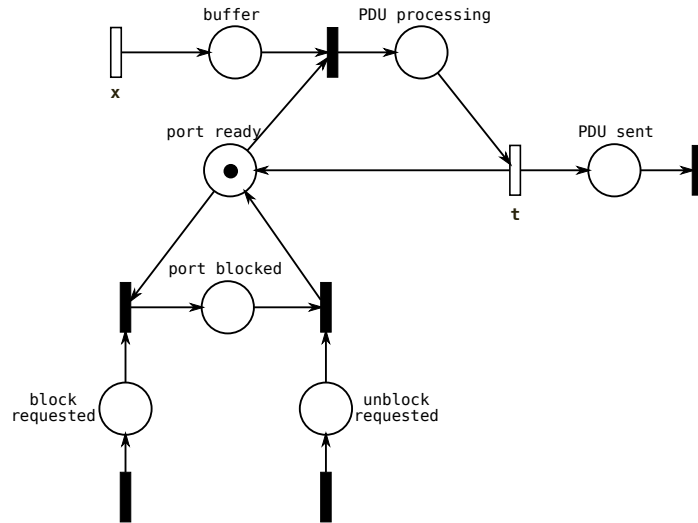 buffer
PDU processing
x
port ready
PDU sent
t
port blocked
block
requested
unblock
requested